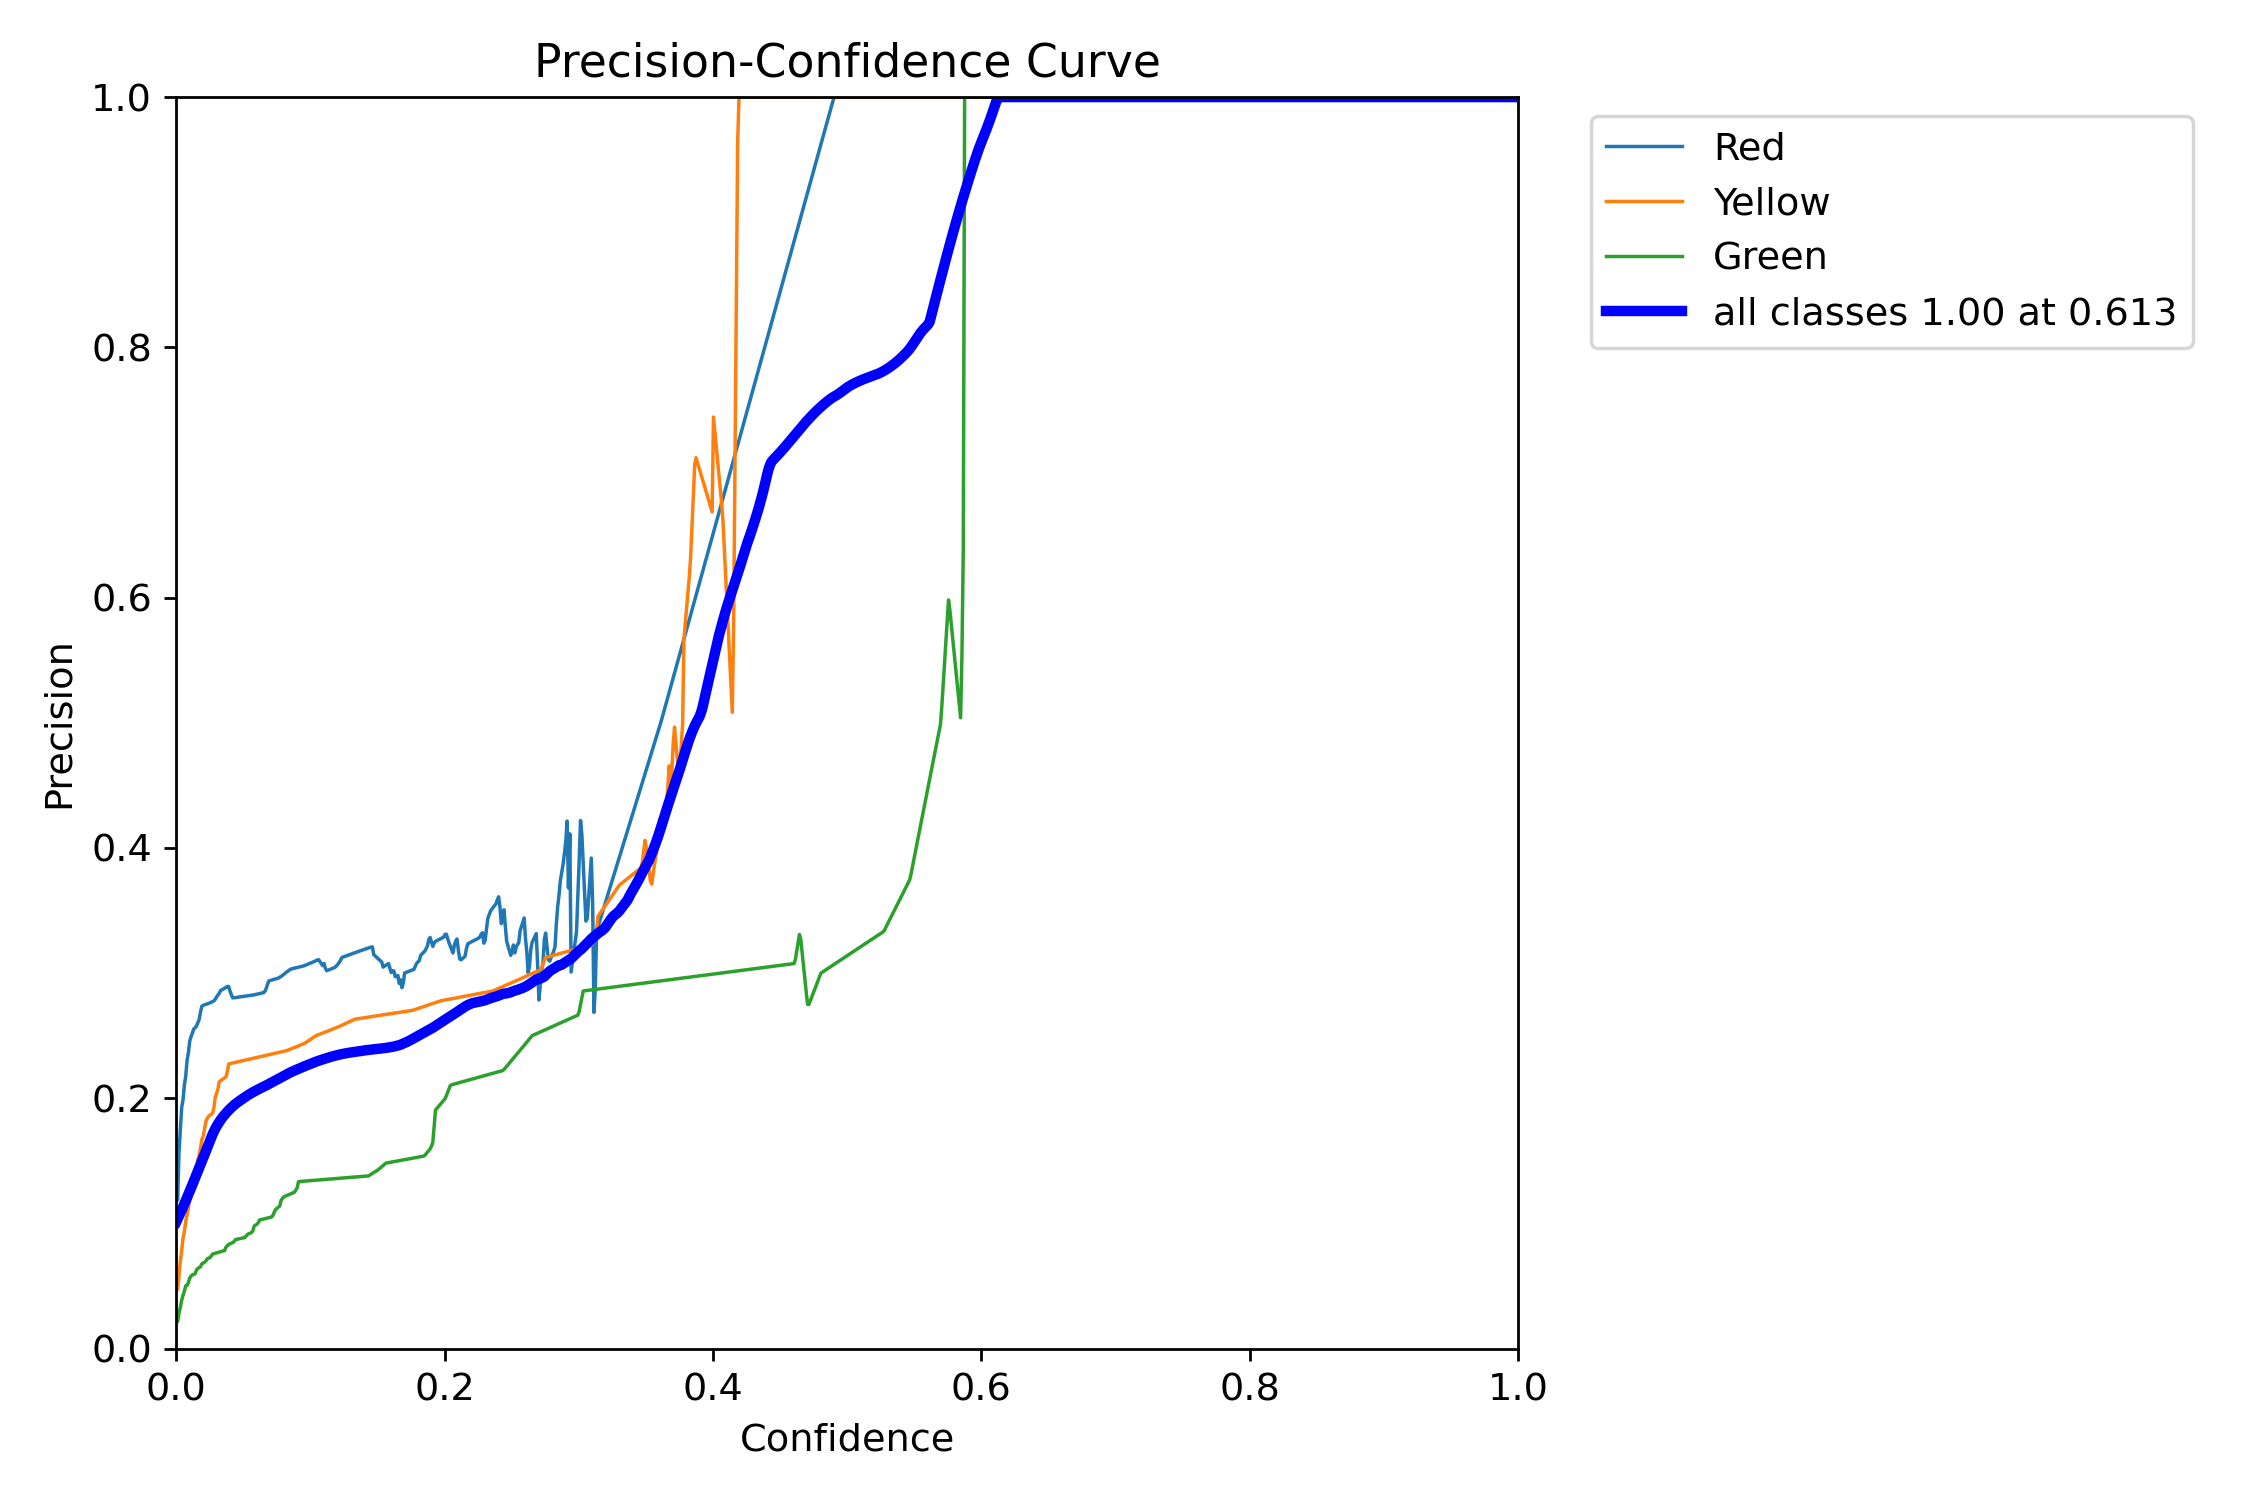 Precision-Confidence Curve
1.0
0.8
0.6
0.4
0.2
0.0
Precision
0.0 0.2 0.4 0.6 0.8 1.0
Confidence
Red
Yellow
Green
all classes 1.00 at 0.613